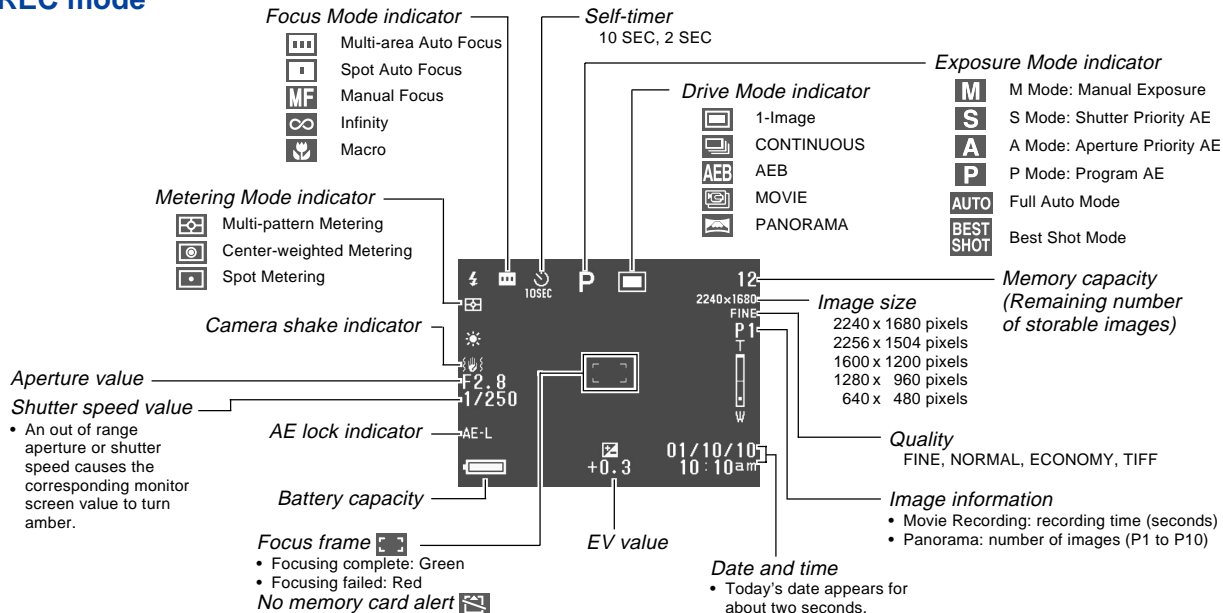 REC mode
Focus Mode indicator
Multi-area Auto Focus
Spot Auto Focus
MF Manual Focus
Infinity
Macro
Self-timer
10 SEC, 2 SEC
Drive Mode indicator
1-Image
CONTINUOUS
AEB AEB
MOVIE
PANORAMA
Exposure Mode indicator
M M Mode: Manual Exposure
S S Mode: Shutter Priority AE
A A Mode: Aperture Priority AE
P P Mode: Program AE
AUTO Full Auto Mode
BEST
SHOT Best Shot Mode
Metering Mode indicator
Multi-pattern Metering
Center-weighted Metering
Spot Metering
Camera shake indicator
Aperture value
Shutter speed value
• An out of range
aperture or shutter
speed causes the
corresponding monitor
screen value to turn
amber.
AE lock indicator
Battery capacity
Focus frame
• Focusing complete: Green
• Focusing failed: Red
No memory card alert
10SEC
P
12
2240×1680
FINE
P1
T
W
F2.8
1/250
AE-L
+0.3
01/10/10
10:10am
EV value
Memory capacity
(Remaining number
of storable images)
Image size
2240 x 1680 pixels
2256 x 1504 pixels
1600 x 1200 pixels
1280 x 960 pixels
640 x 480 pixels
Quality
FINE, NORMAL, ECONOMY, TIFF
Image information
• Movie Recording: recording time (seconds)
• Panorama: number of images (P1 to P10)
Date and time
• Today's date appears for
about two seconds.